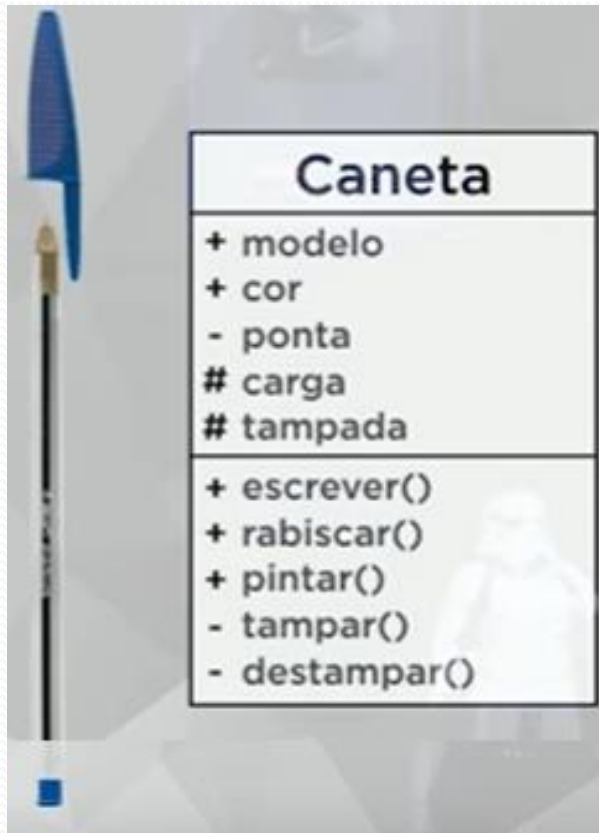 Caneta
+ modelo
+ cor
- ponta
# carga
# tampada
+ escrever()
+ rabiscar()
+ pintar()
- tampar()
- destampar()